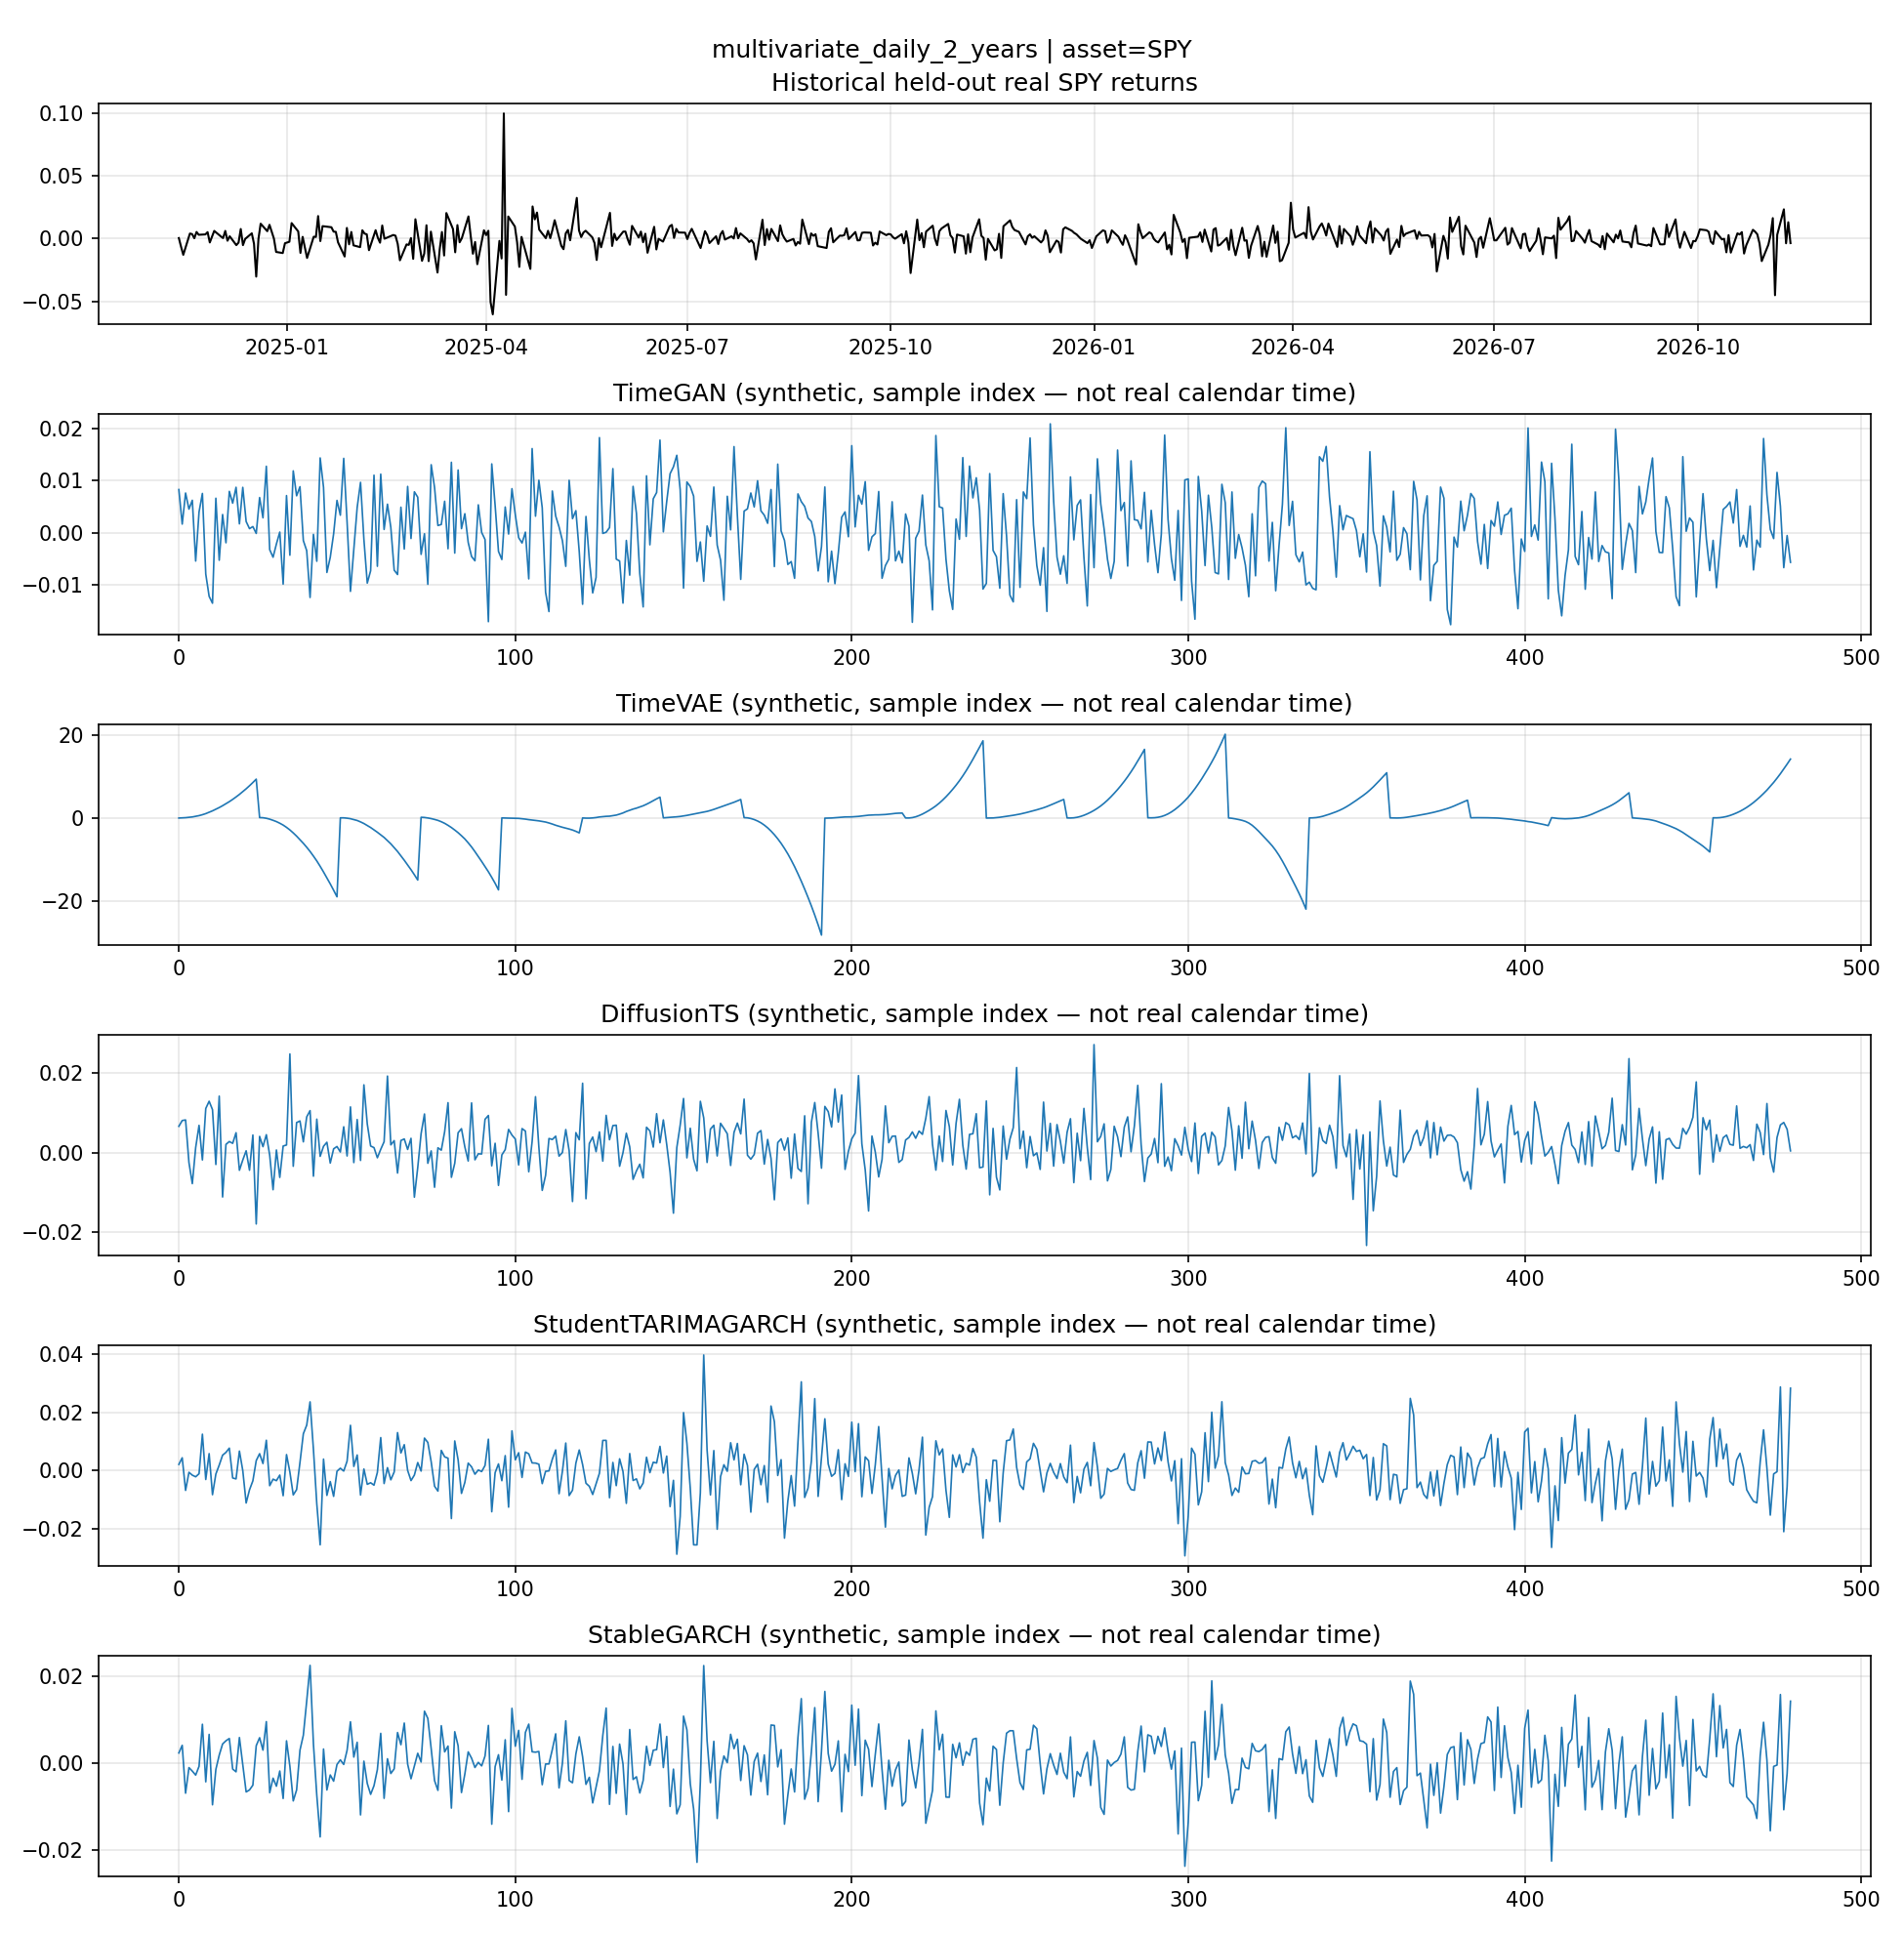 multivariate_daily_2_years | asset=SPY
Historical held-out real SPY returns
0.10
0.05
0.00
−0.05
2025-01 2025-04 2025-07 2025-10 2026-01 2026-04 2026-07 2026-10
TimeGAN (synthetic, sample index — not real calendar time)
0.02
0.01
0.00
−0.01
0 100 200 300 400 500
TimeVAE (synthetic, sample index — not real calendar time)
20
0
−20
0 100 200 300 400 500
DiffusionTS (synthetic, sample index — not real calendar time)
0.02
0.00
−0.02
0 100 200 300 400 500
StudentTARIMAGARCH (synthetic, sample index — not real calendar time)
0.04
0.02
0.00
−0.02
0 100 200 300 400 500
StableGARCH (synthetic, sample index — not real calendar time)
0.02
0.00
−0.02
0 100 200 300 400 500